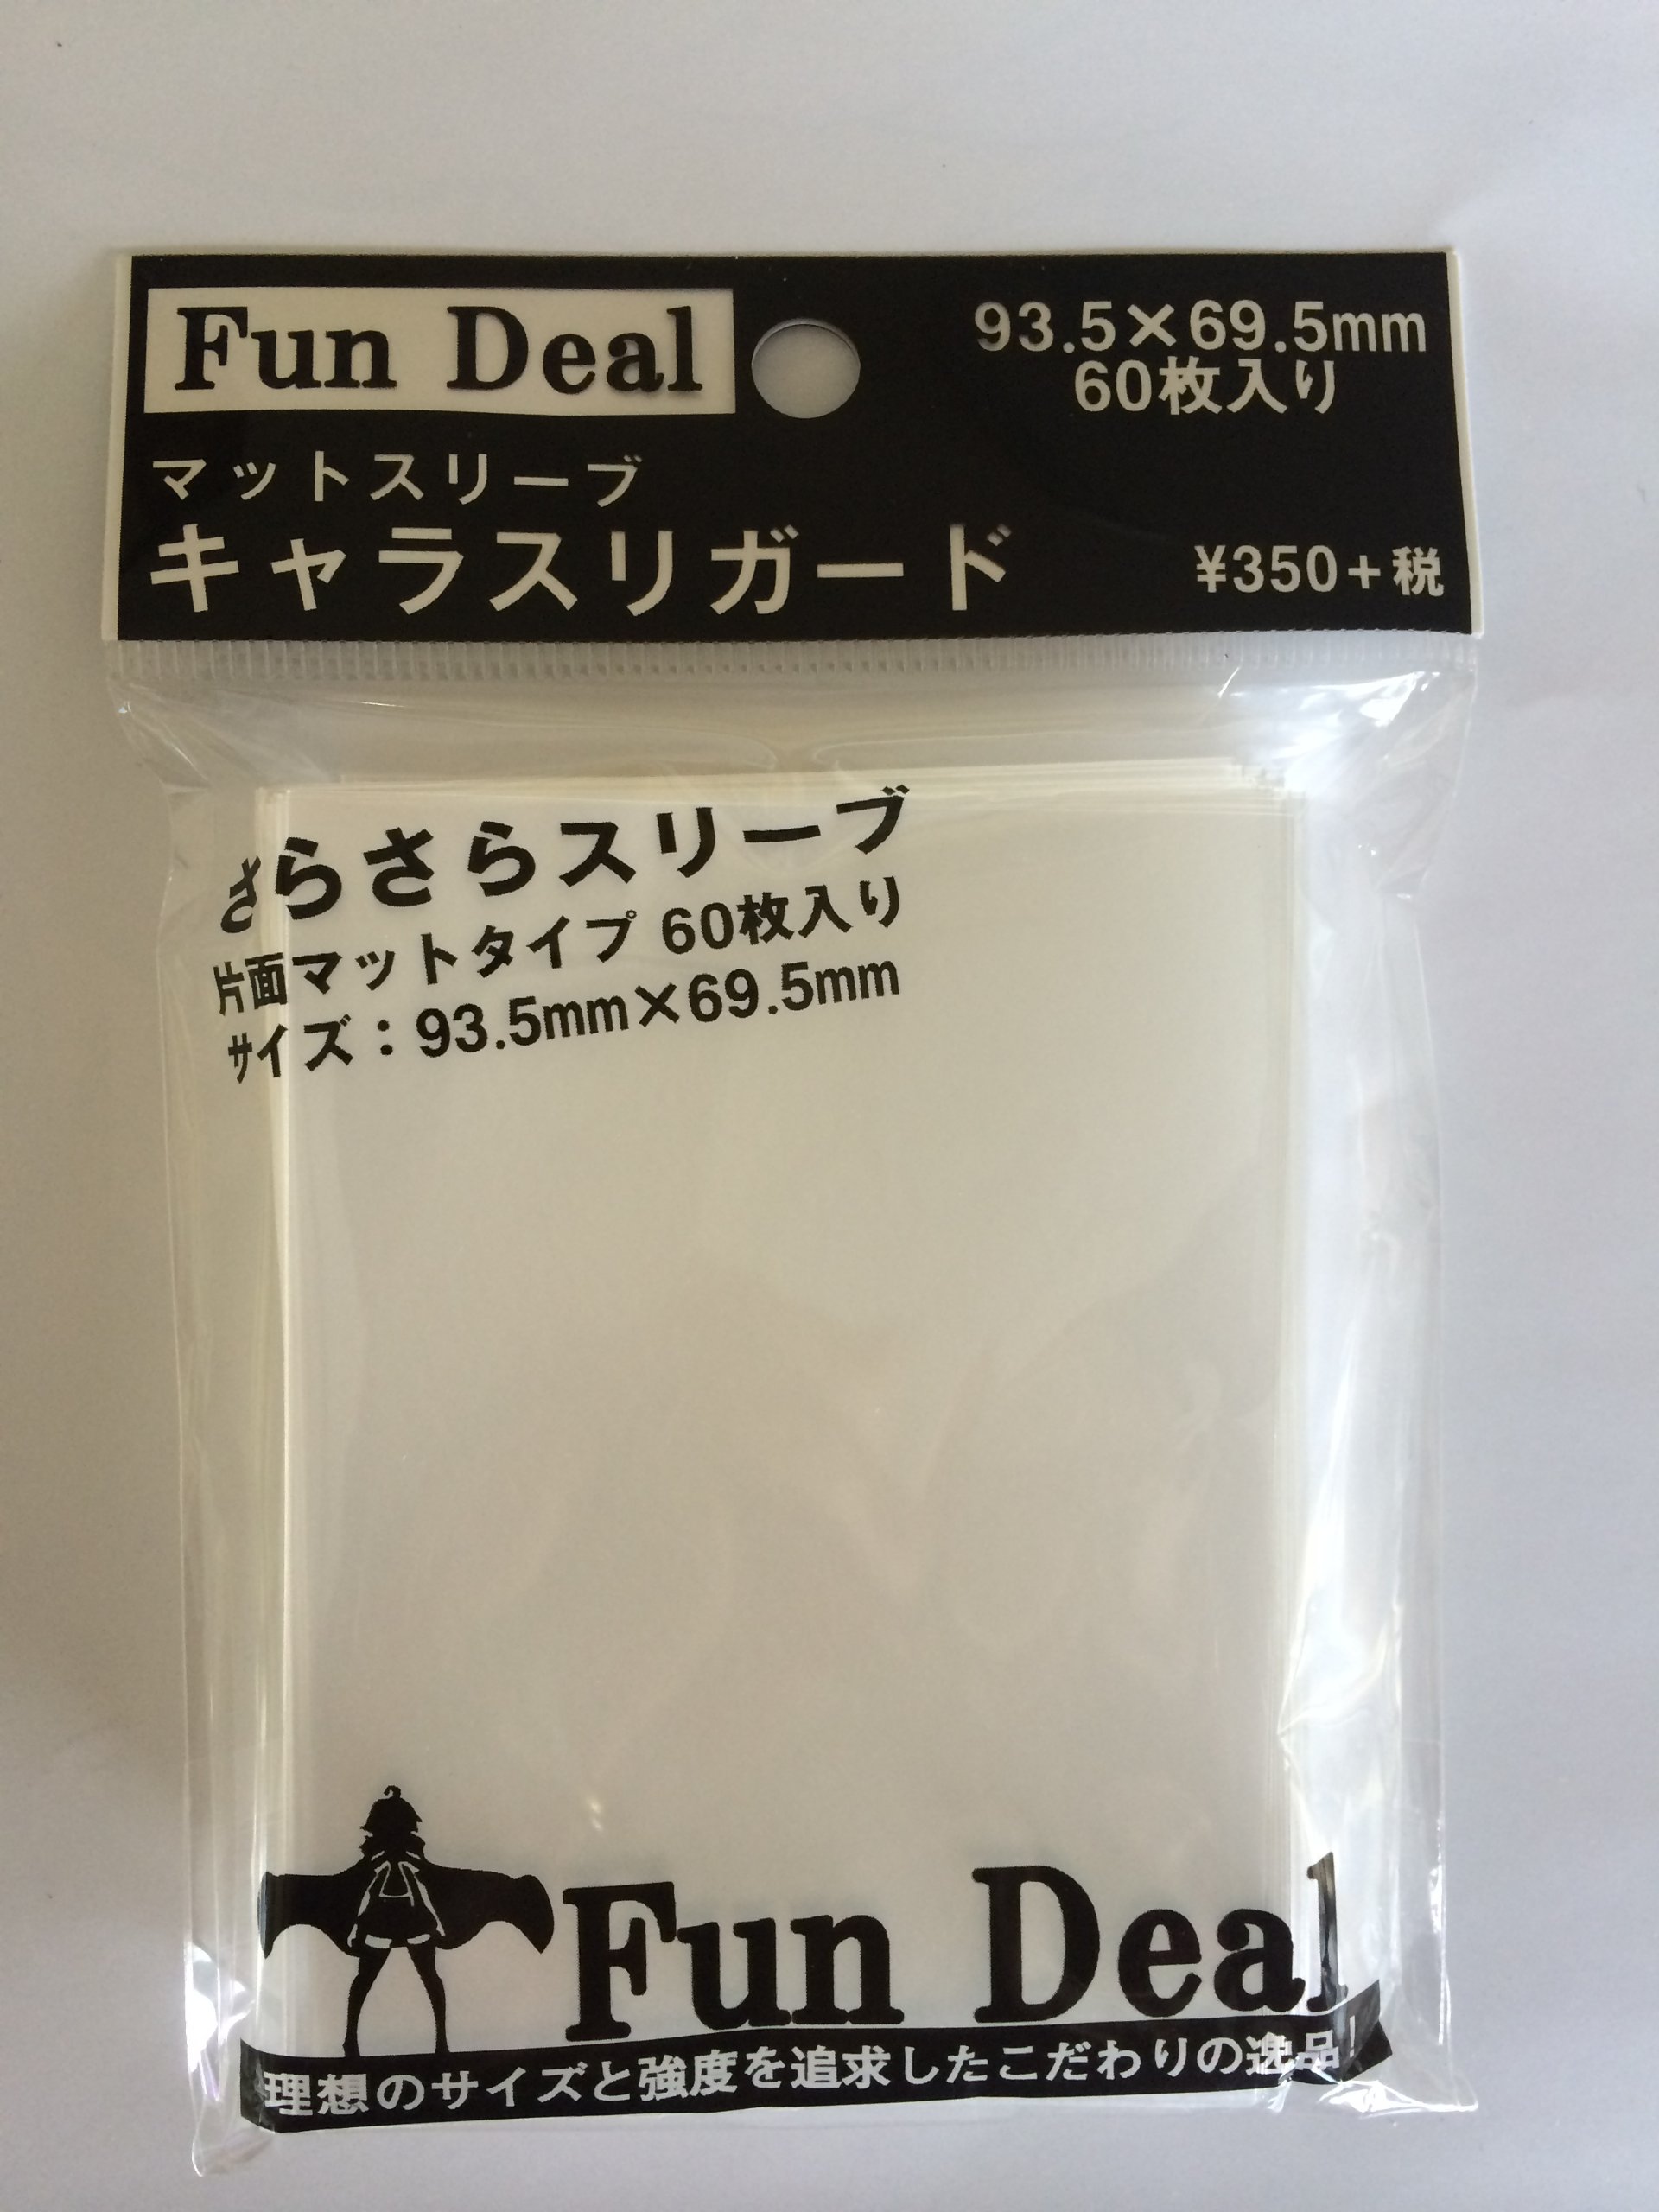 Fun Deal
93.5×69.5mm
60枚入り
マットスリーブ
キャラスリガード
¥350+税
さらさらスリーブ
片面マットタイプ 60枚入り
サイズ：93.5mm×69.5mm
Fun Deal
理想のサイズと強度を追求したこだわりの逸品!